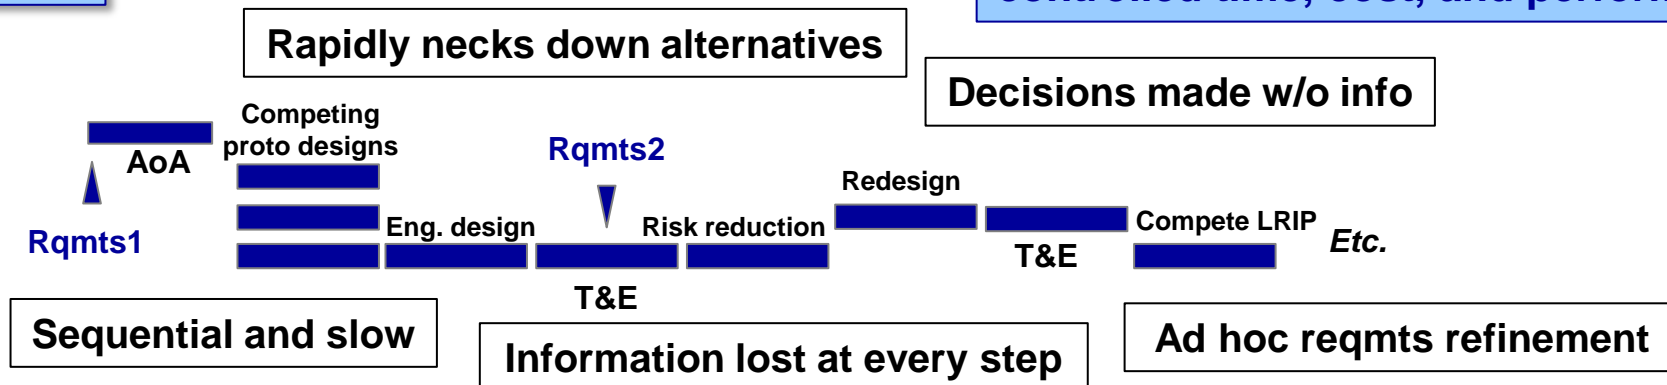 Rapidly necks down alternatives
Decisions made w/o info
Competing
proto designs
AoA
Rqmts1
Rqmts2
Eng. design
T&E
Risk reduction
Redesign
T&E
Compete LRIP
Etc.
Sequential and slow
Information lost at every step
Ad hoc reqmts refinement